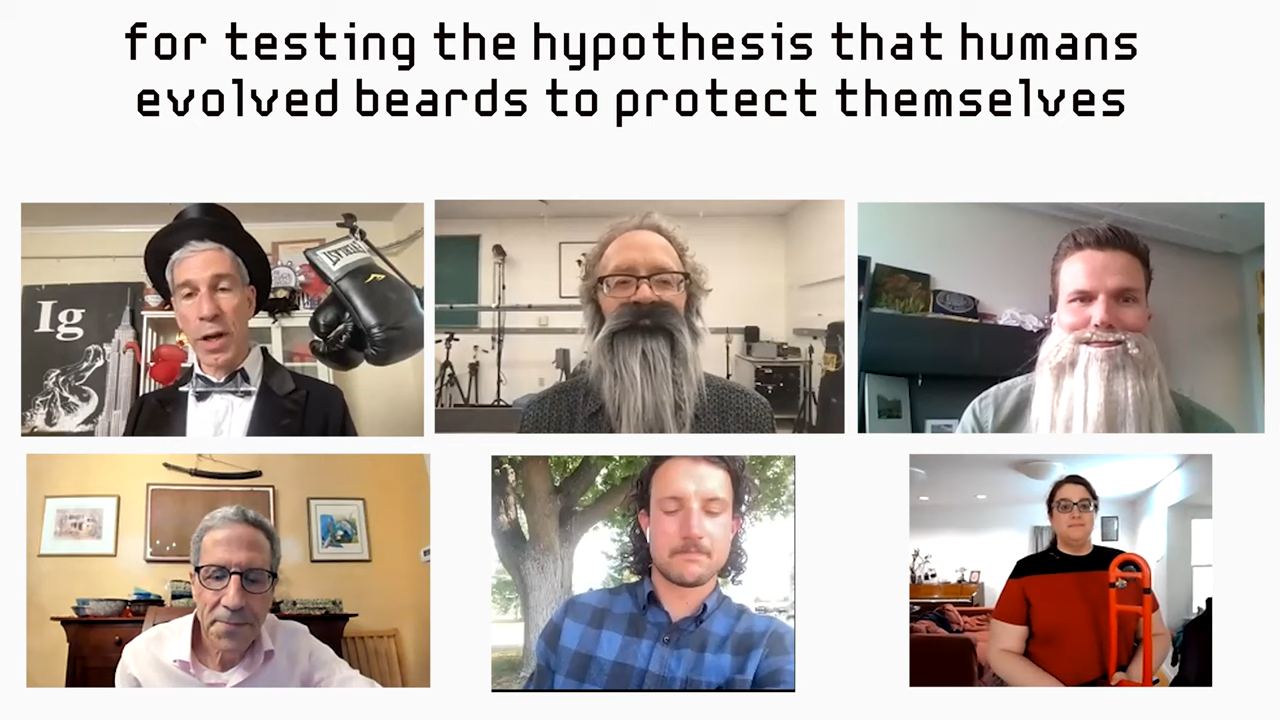 for testing the hypothesis that humans
evolved beards to protect themselves
Ig
EVERLAST